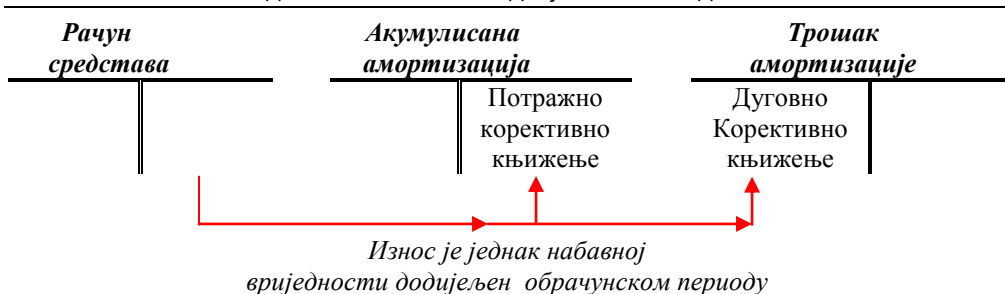 Рачун
средстава
Акумулисана
амортизација
Трошак
амортизације
Потражно
корективно
књижење
Дуговно
Корективно
књижење
Износ је једнак набавној
вриједности додијељен обрачунском периоду